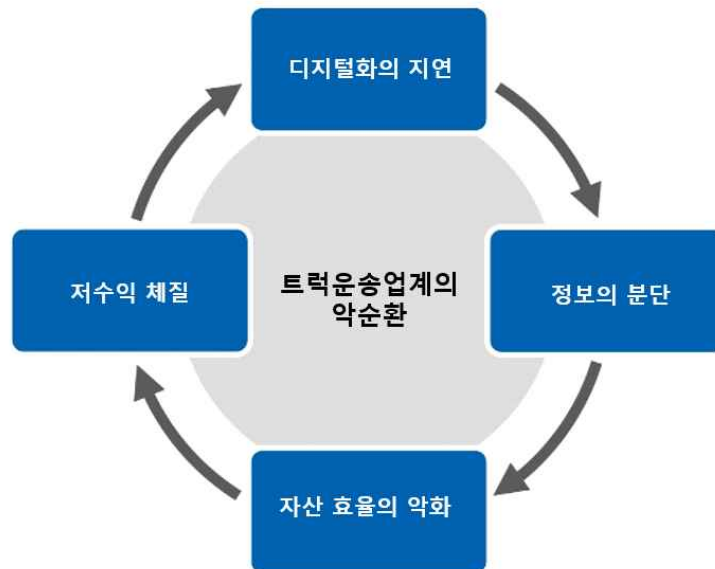 디지털화의 지연
저수익 체질
트럭운송업계의
악순환
정보의 분단
자산 효율의 악화